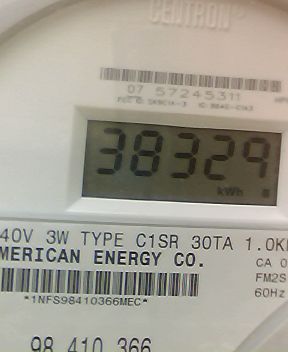 CENTRON®
07 57245311
38329
kWh
40V 3W TYPE C1SR 30TA 1.0K
MERICAN ENERGY CO.
CA 0
FM2S
60Hz
*1NFS98410366MEC*
98 410 366